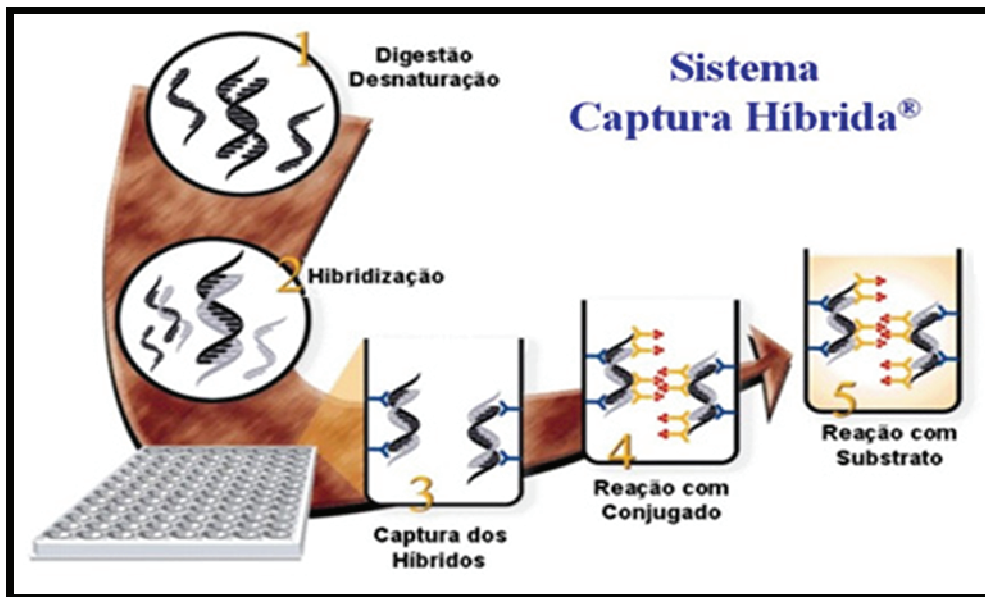 Sistema
Captura Híbrida®
1
Digestão
Desnaturação
2
Hibridização
3
Captura dos
Híbridos
4
Reação com
Conjugado
5
Reação com
Substrato